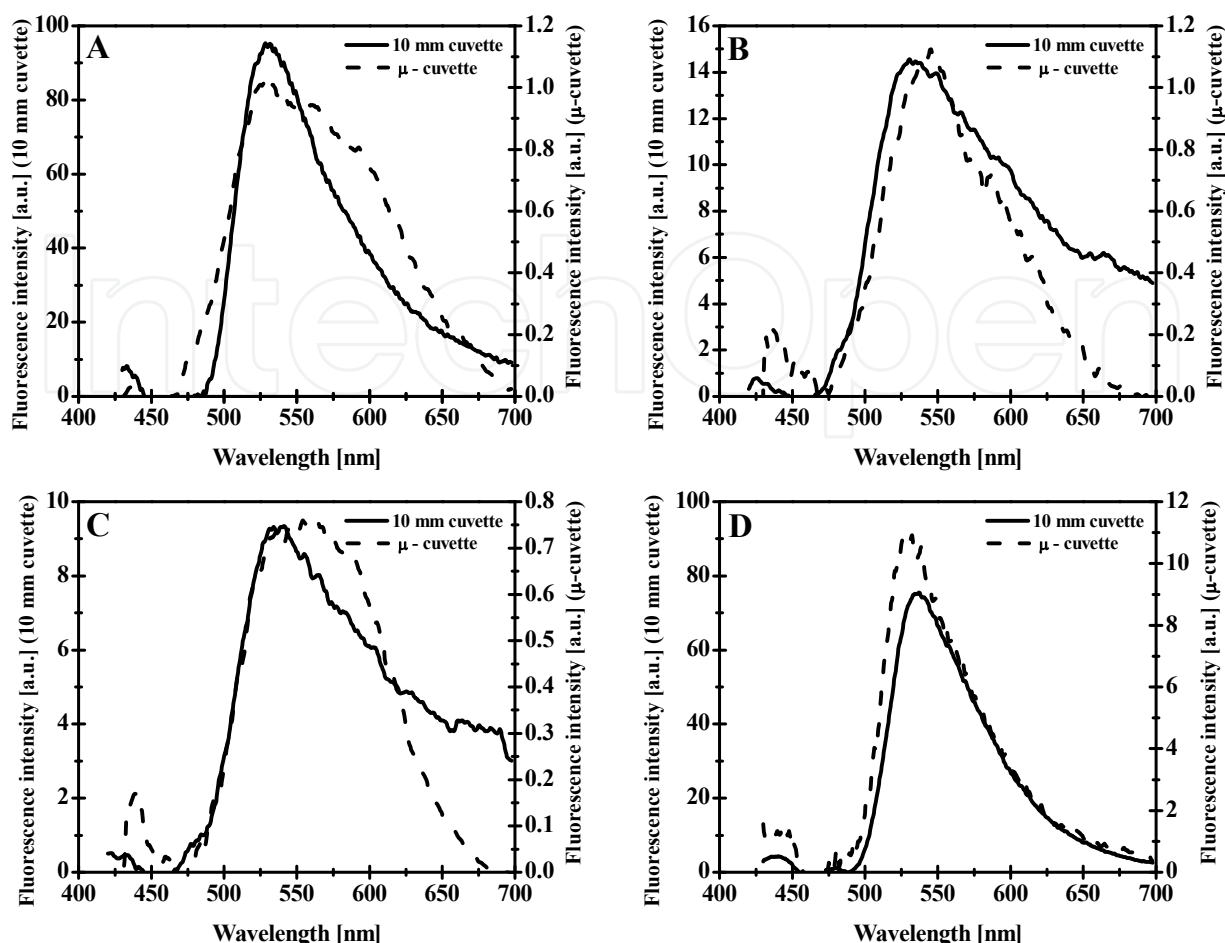 A
10 mm cuvette
μ - cuvette
Fluorescence intensity [a.u.] (10 mm cuvette)
100
80
60
40
20
0
Fluorescence intensity [a.u.] (μ-cuvette)
1.2
1.0
0.8
0.6
0.4
0.2
0.0
400 450 500 550 600 650 700
Wavelength [nm]
B
10 mm cuvette
μ - cuvette
Fluorescence intensity [a.u.] (10 mm cuvette)
16
14
12
10
8
6
4
2
0
Fluorescence intensity [a.u.] (μ-cuvette)
1.2
1.0
0.8
0.6
0.4
0.2
0.0
400 450 500 550 600 650 700
Wavelength [nm]
IntechOpen
C
10 mm cuvette
μ - cuvette
Fluorescence intensity [a.u.] (10 mm cuvette)
10
8
6
4
2
0
Fluorescence intensity [a.u.] (μ-cuvette)
0.8
0.7
0.6
0.5
0.4
0.3
0.2
0.1
0.0
400 450 500 550 600 650 700
Wavelength [nm]
D
10 mm cuvette
μ - cuvette
Fluorescence intensity [a.u.] (10 mm cuvette)
100
80
60
40
20
0
Fluorescence intensity [a.u.] (μ-cuvette)
12
10
8
6
4
2
0
400 450 500 550 600 650 700
Wavelength [nm]